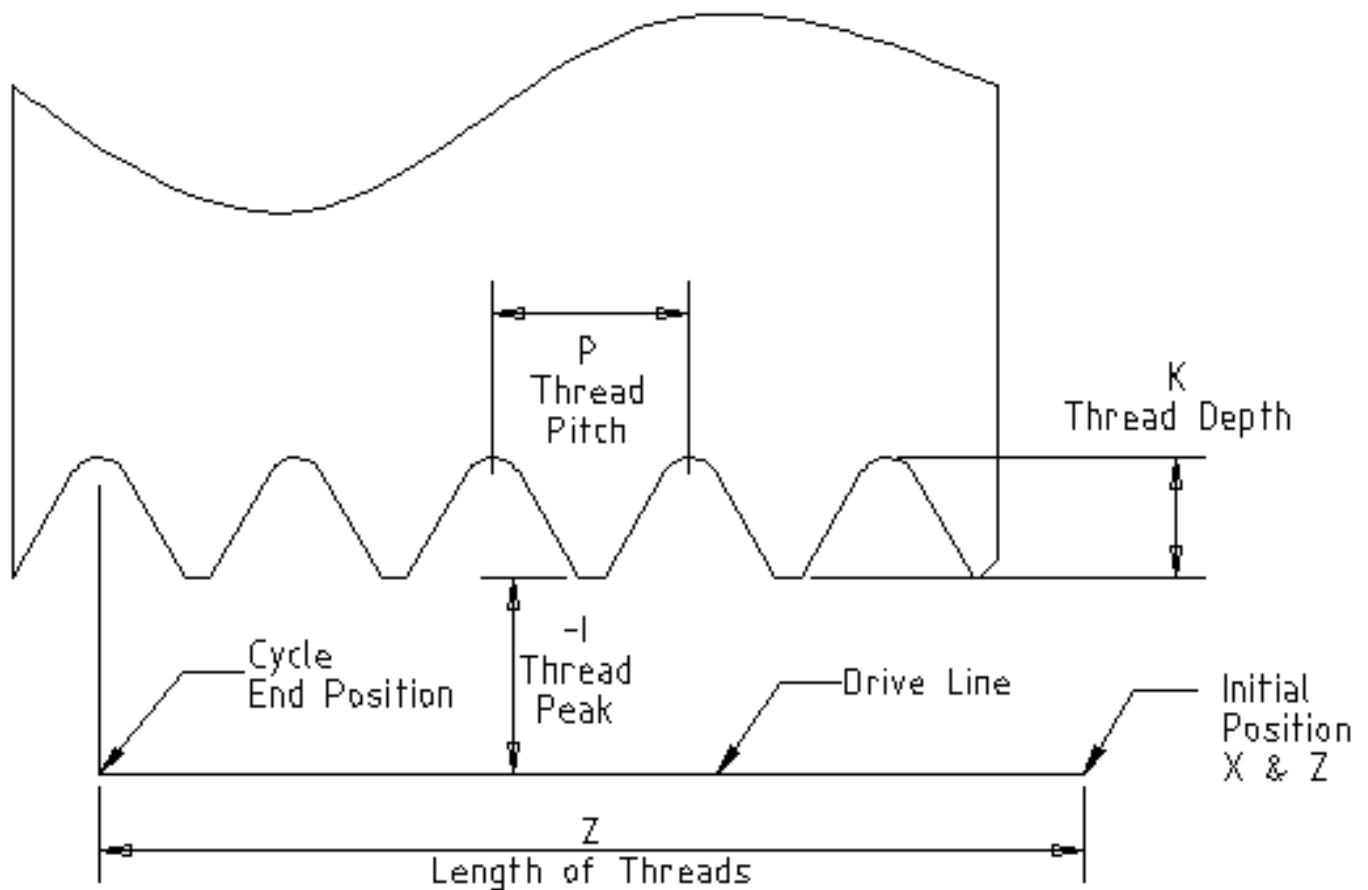 P
Thread
Pitch
K
Thread Depth
-I
Thread
Peak
Cycle
End Position
Drive Line
Initial
Position
X & Z
Z
Length of Threads